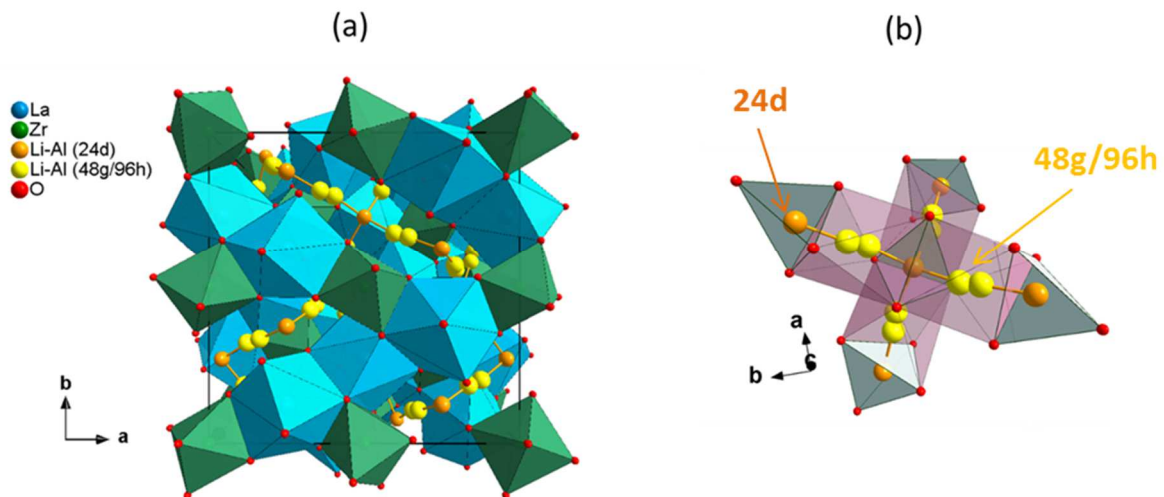 (a)
La
Zr
Li-Al (24d)
Li-Al (48g/96h)
O
b
a
(b)
24d
48g/96h
a
c
b